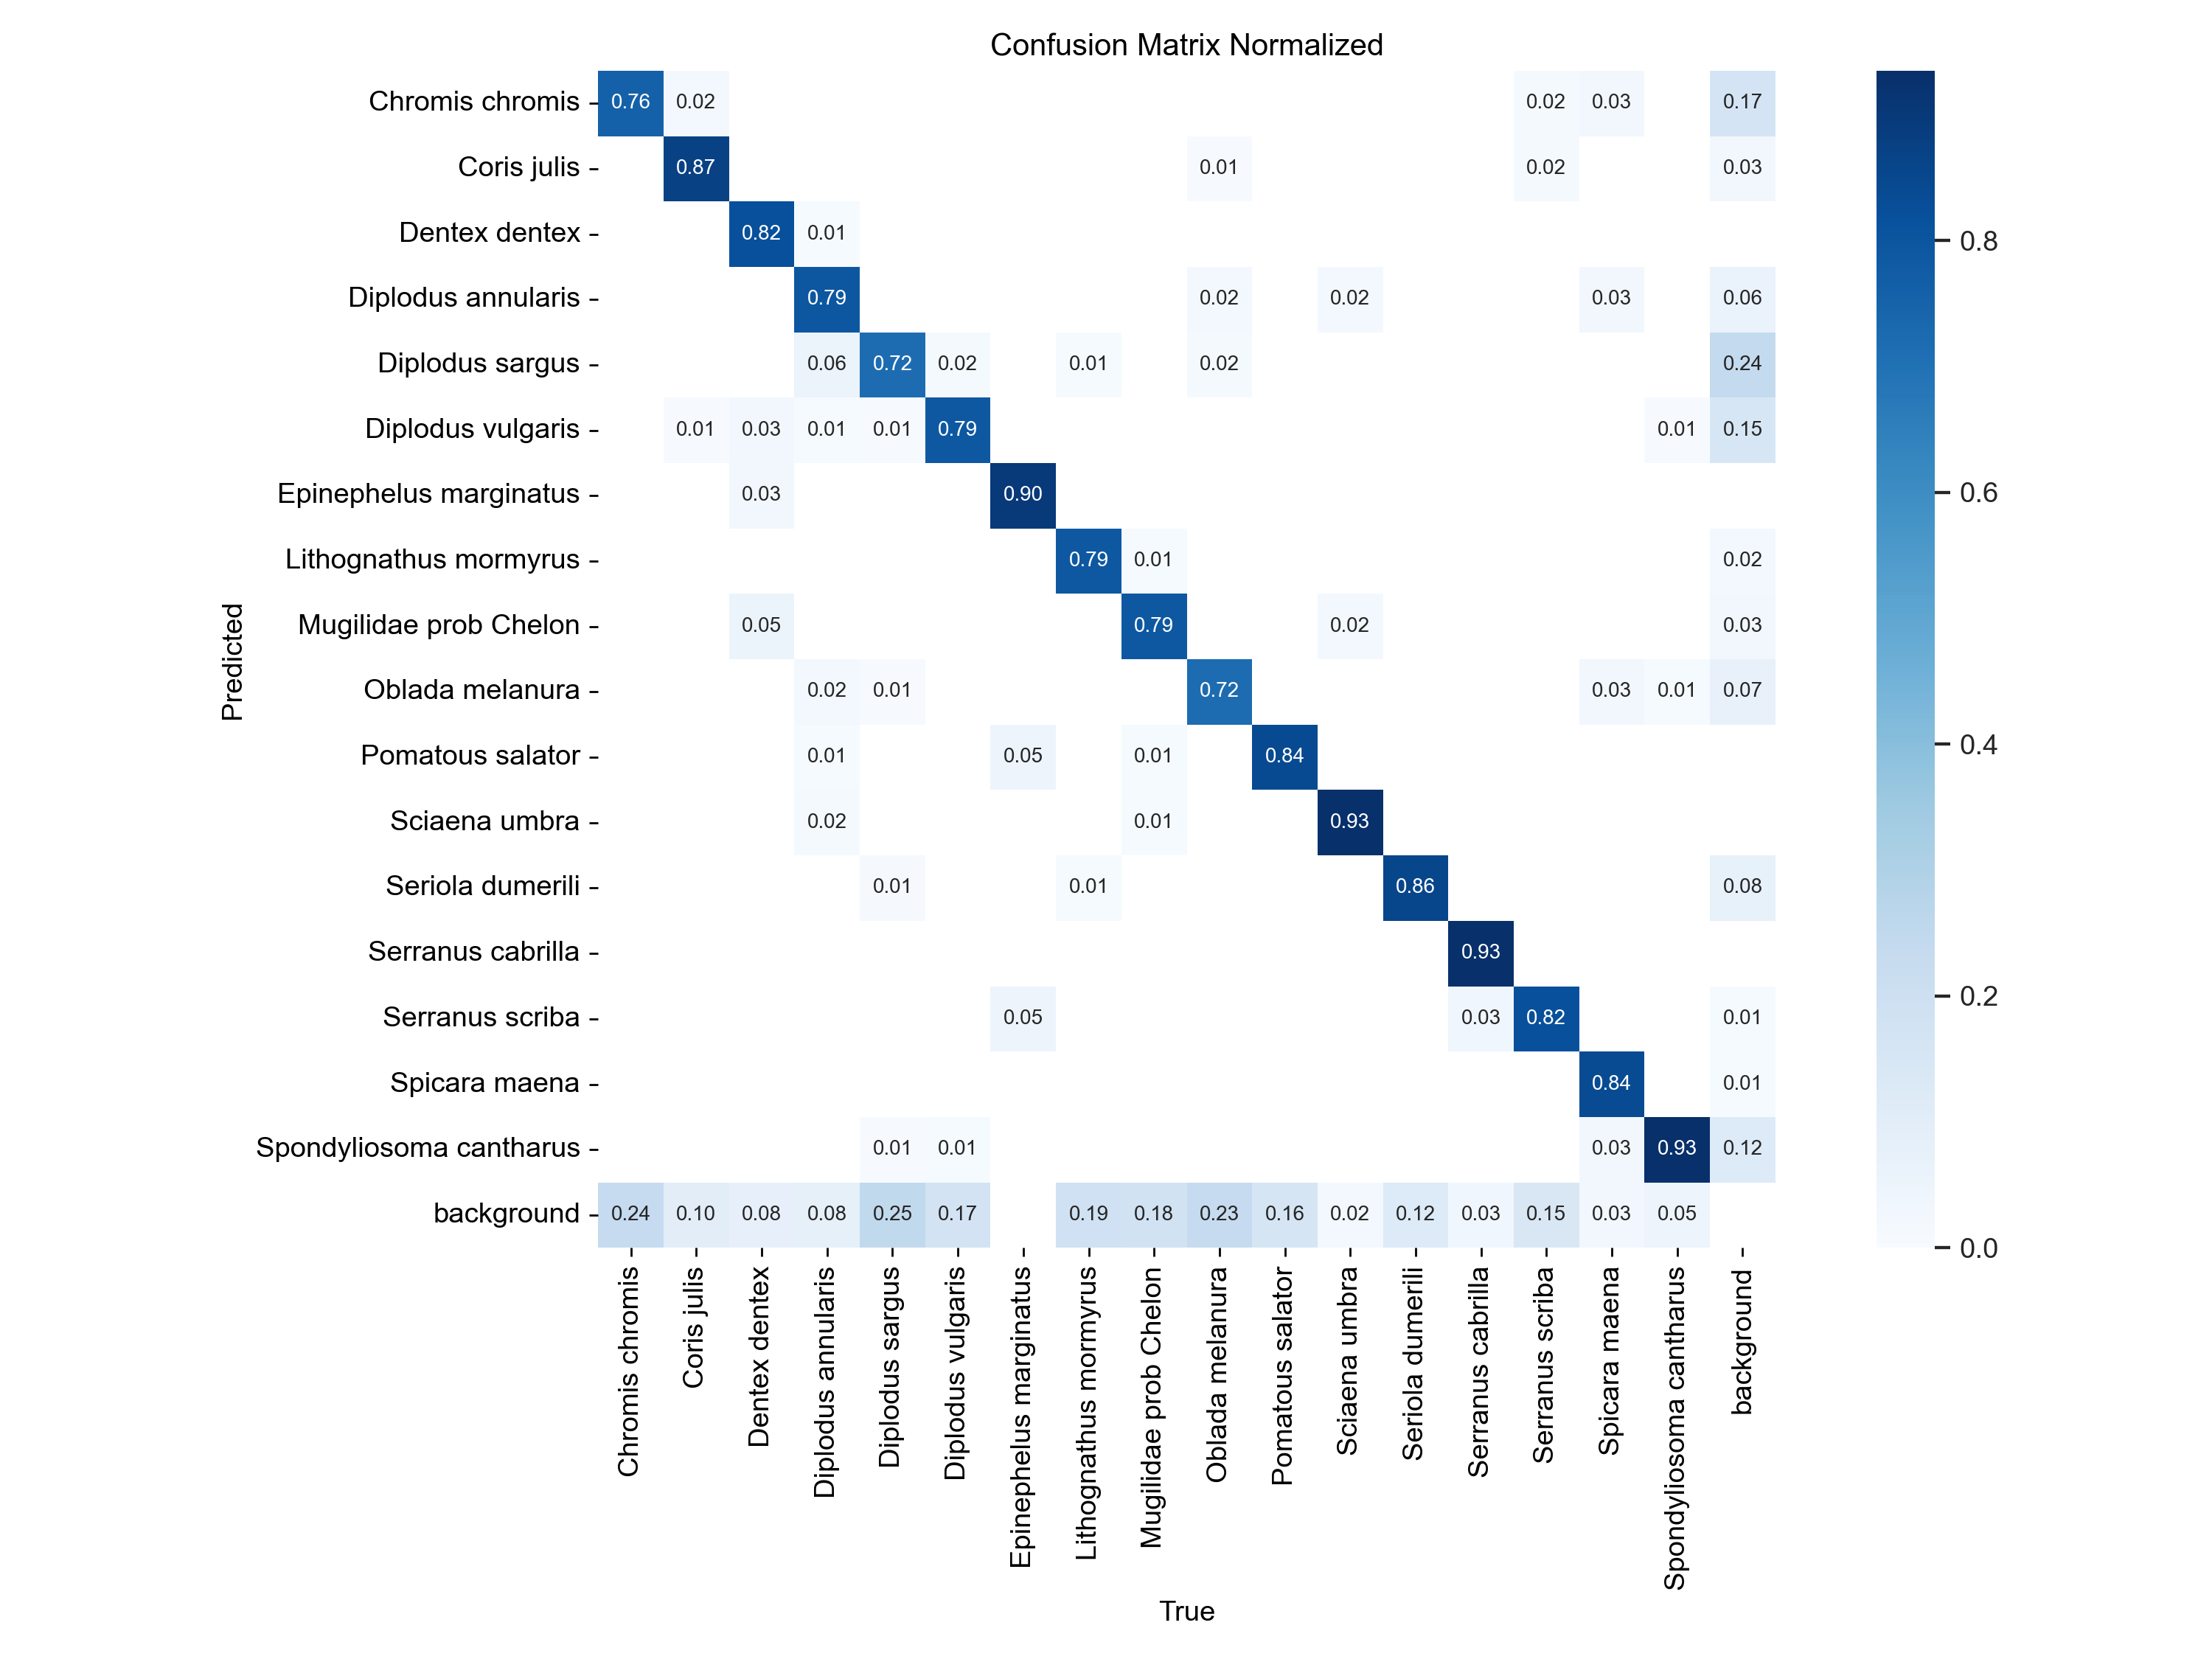 Confusion Matrix Normalized
Chromis chromis 0.76 0.02 0.02 0.03 0.17
Coris julis 0.87 0.01 0.02 0.03
Dentex dentex 0.82 0.01
0.8
Diplodus annularis 0.79 0.02 0.02 0.03 0.06
Diplodus sargus 0.06 0.72 0.02 0.01 0.02 0.24
Diplodus vulgaris 0.01 0.03 0.01 0.01 0.79 0.01 0.15
Epinephelus marginatus 0.03 0.90
0.6
Lithognathus mormyrus 0.79 0.01 0.02
Mugilidae prob Chelon 0.05 0.79 0.02 0.03
Predicted
Oblada melanura 0.02 0.01 0.72 0.03 0.01 0.07
Pomatous salator 0.01 0.05 0.01 0.84
0.4
Sciaena umbra 0.02 0.01 0.93
Seriola dumerili 0.01 0.01 0.86 0.08
Serranus cabrilla 0.93
0.2
Serranus scriba 0.05 0.03 0.82 0.01
Spicara maena 0.84 0.01
Spondyliosoma cantharus 0.01 0.01 0.03 0.93 0.12
background 0.24 0.10 0.08 0.08 0.25 0.17 0.19 0.18 0.23 0.16 0.02 0.12 0.03 0.15 0.03 0.05
0.0
Chromis chromis
Coris julis
Dentex dentex
Diplodus annularis
Diplodus sargus
Diplodus vulgaris
Epinephelus marginatus
Lithognathus mormyrus
Mugilidae prob Chelon
Oblada melanura
Pomatous salator
Sciaena umbra
Seriola dumerili
Serranus cabrilla
Serranus scriba
Spicara maena
Spondyliosoma cantharus
background
True